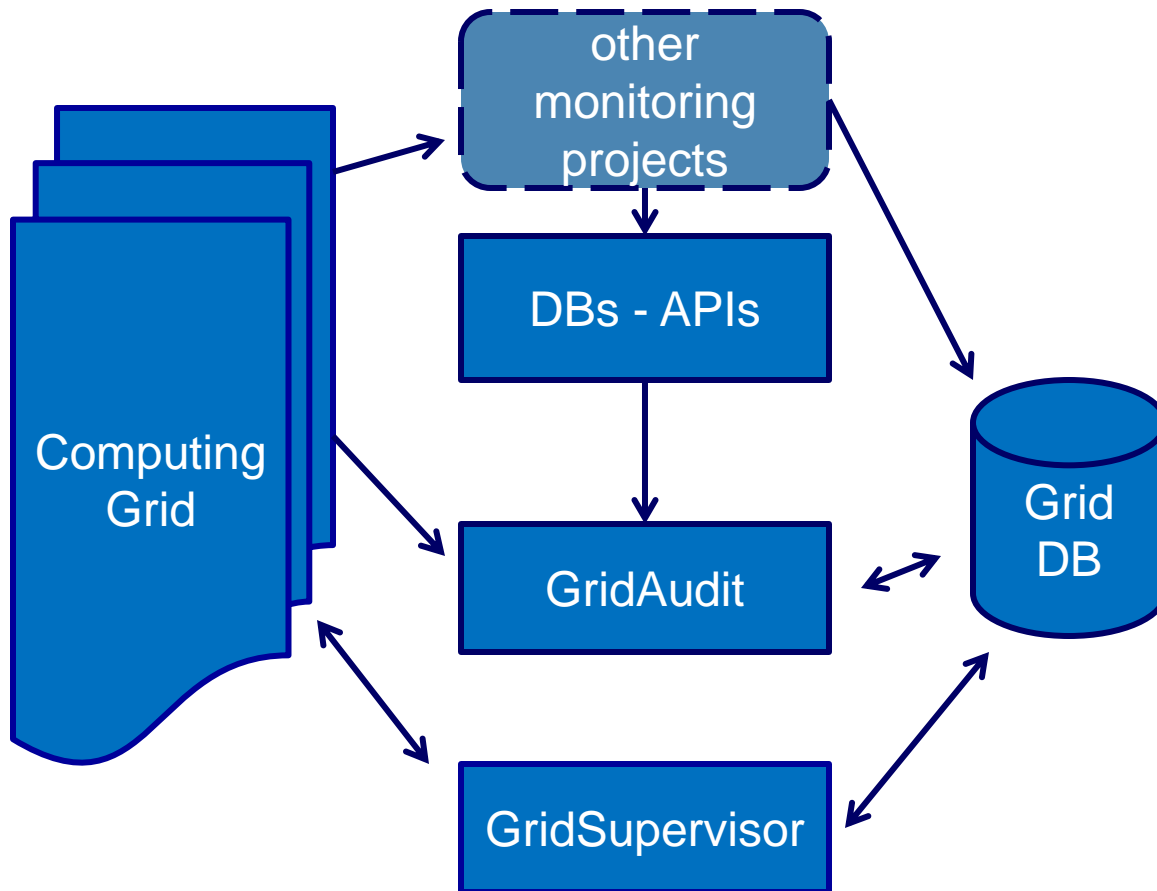 other
monitoring
projects
DBs - APIs
Computing
Grid
Grid
DB
GridAudit
GridSupervisor